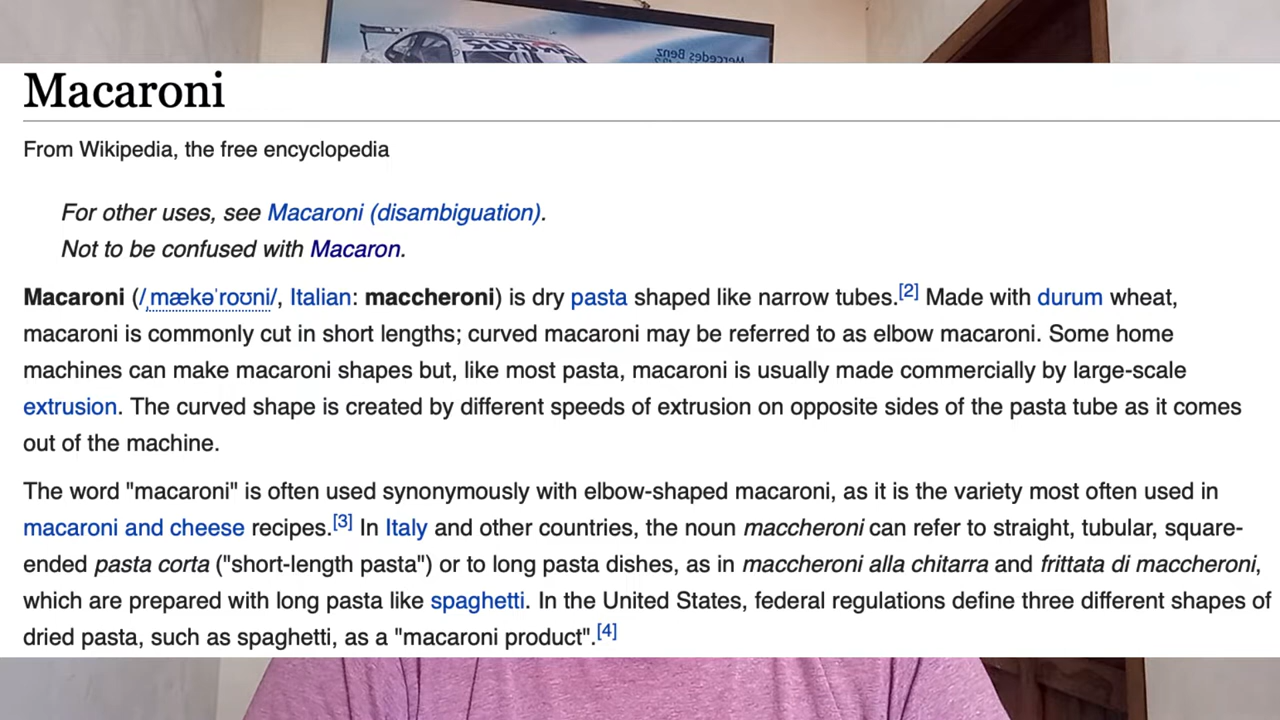 Mercedes Benz
Macaroni
From Wikipedia, the free encyclopedia
For other uses, see Macaroni (disambiguation).
Not to be confused with Macaron.
Macaroni (/ˌmækəˈroʊni/, Italian: maccheroni) is dry pasta shaped like narrow tubes.[2] Made with durum wheat,
macaroni is commonly cut in short lengths; curved macaroni may be referred to as elbow macaroni. Some home
machines can make macaroni shapes but, like most pasta, macaroni is usually made commercially by large-scale
extrusion. The curved shape is created by different speeds of extrusion on opposite sides of the pasta tube as it comes
out of the machine.
The word "macaroni" is often used synonymously with elbow-shaped macaroni, as it is the variety most often used in
macaroni and cheese recipes.[3] In Italy and other countries, the noun maccheroni can refer to straight, tubular, square-
ended pasta corta ("short-length pasta") or to long pasta dishes, as in maccheroni alla chitarra and frittata di maccheroni,
which are prepared with long pasta like spaghetti. In the United States, federal regulations define three different shapes of
dried pasta, such as spaghetti, as a "macaroni product".[4]